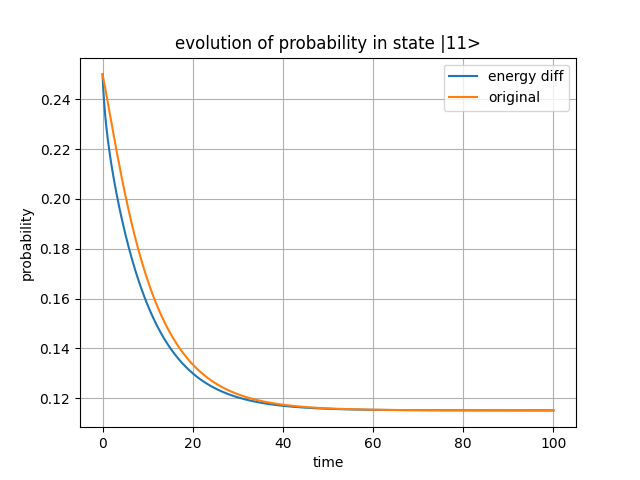 evolution of probability in state |11>
energy diff
original
probability
0.24
0.22
0.20
0.18
0.16
0.14
0.12
0
20
40
60
80
100
time